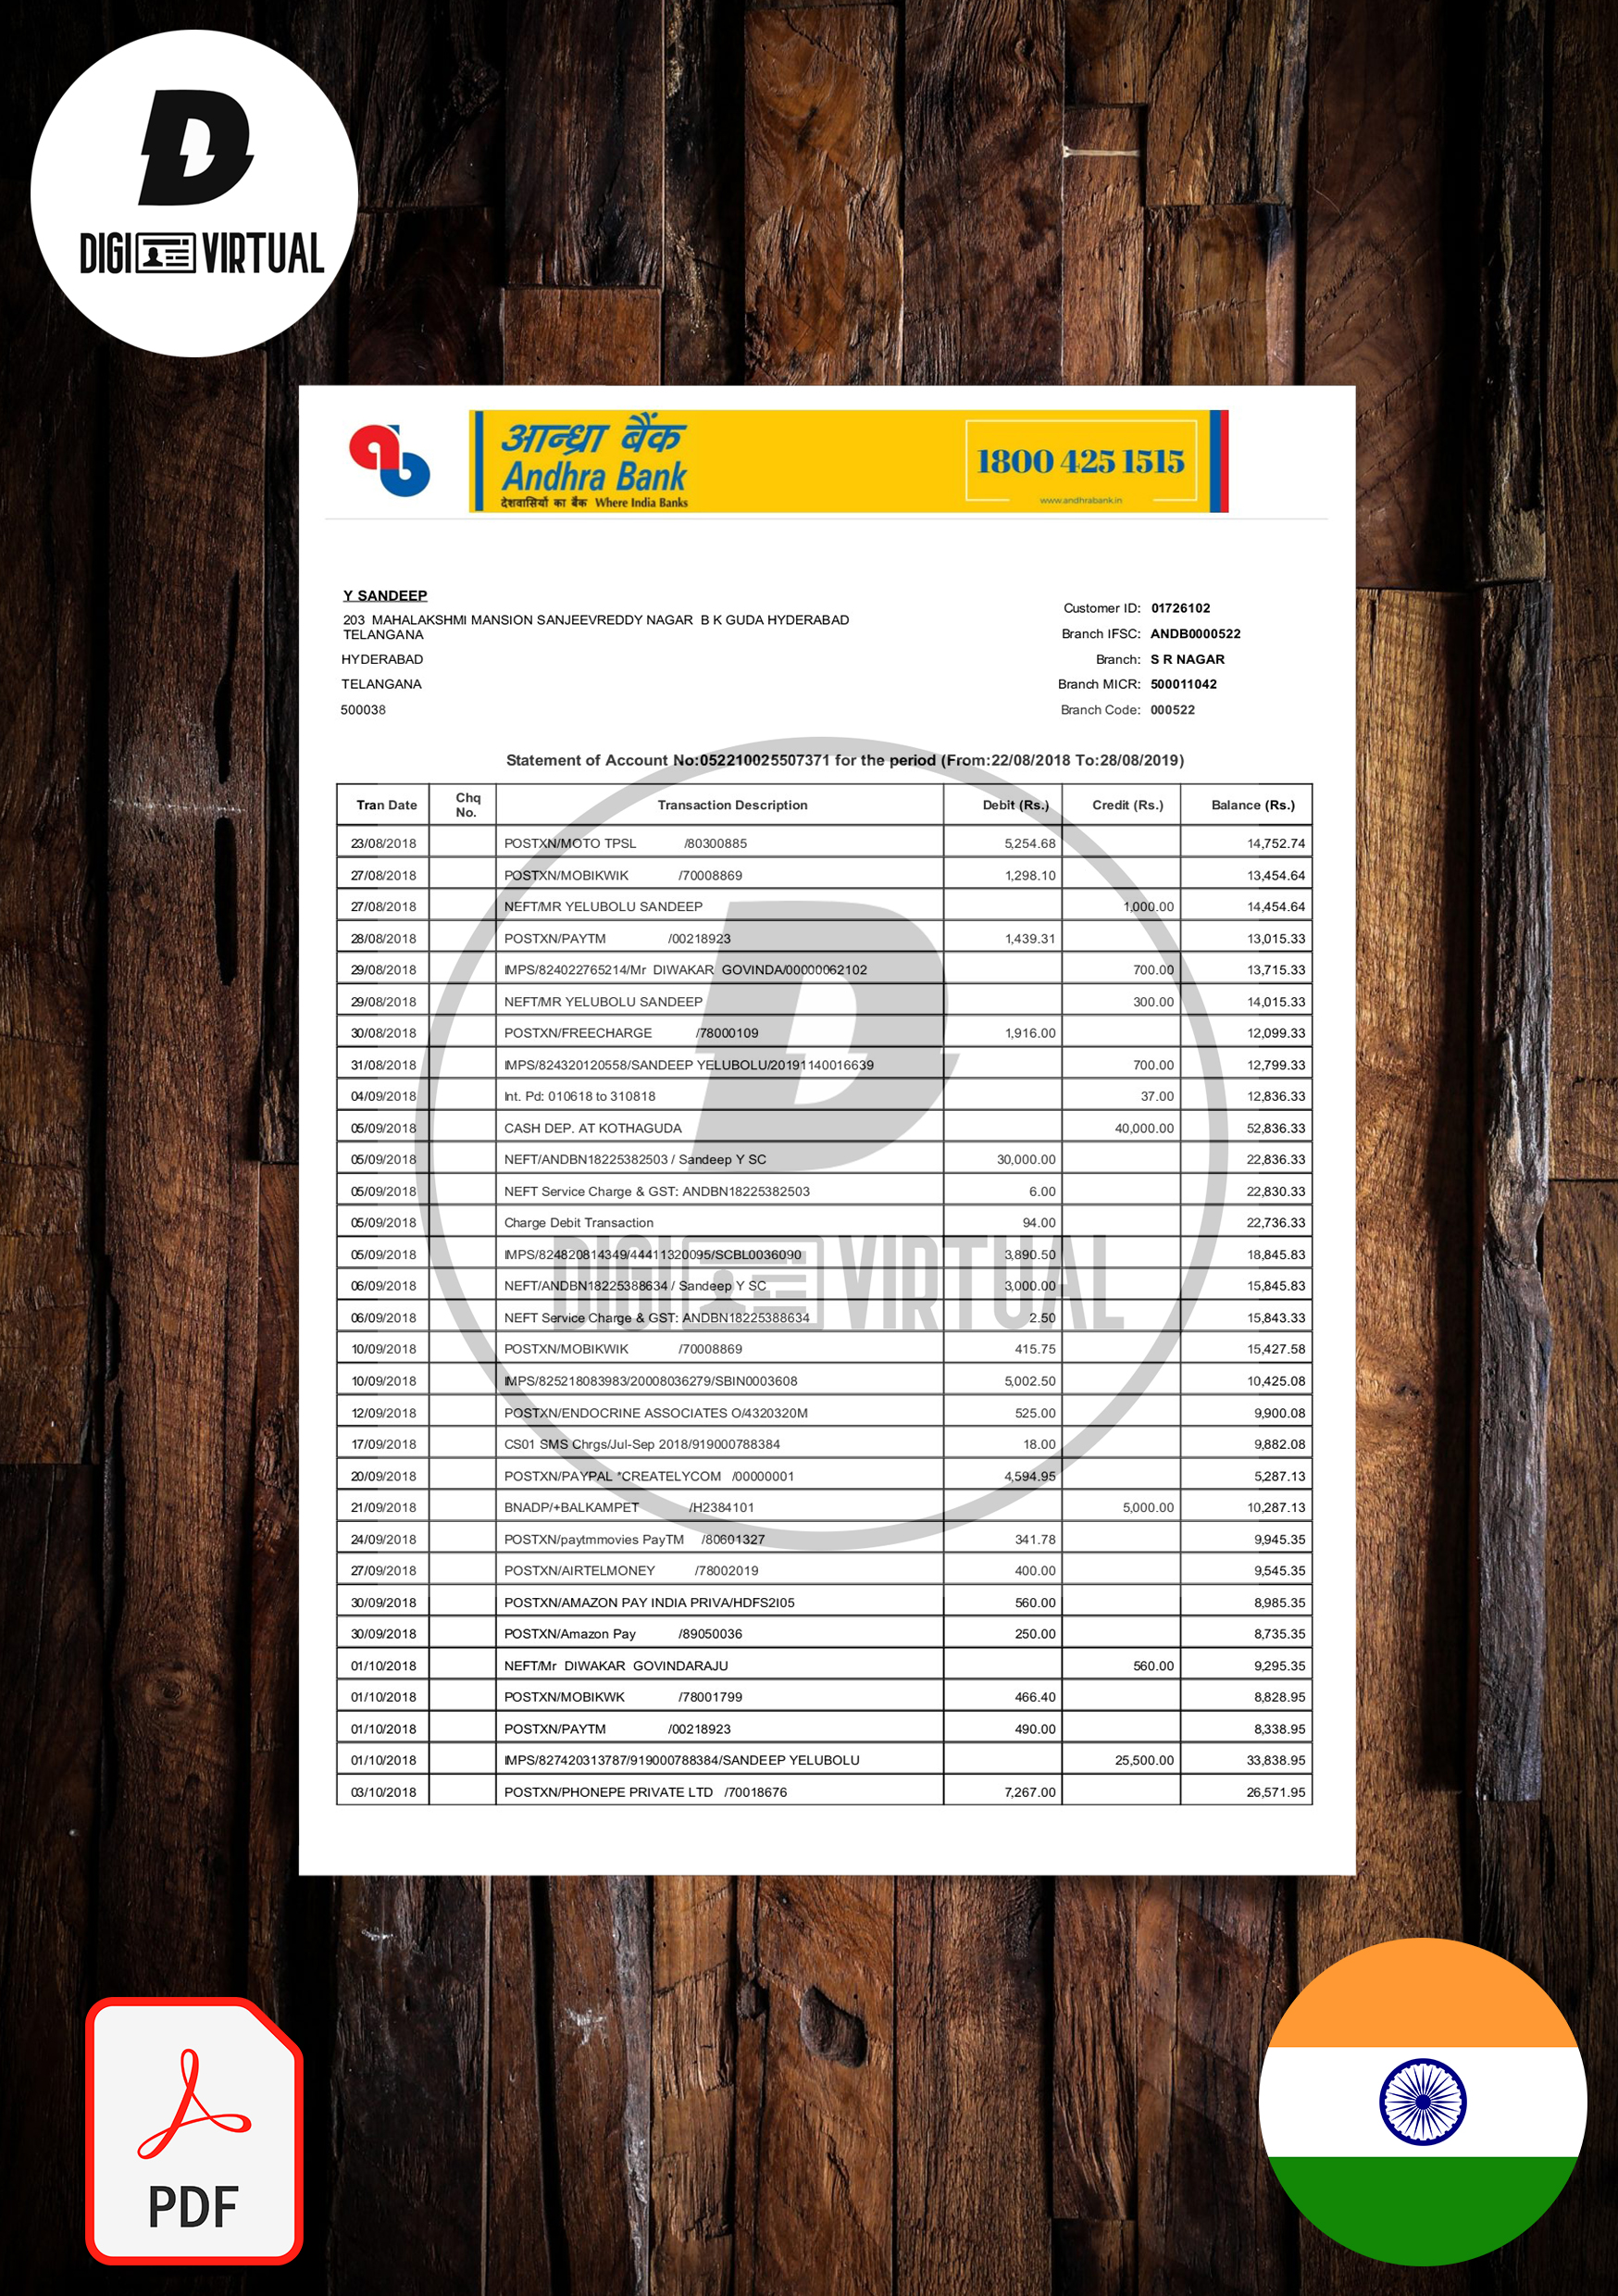 D
DIGI VIRTUAL
आन्ध्रा बैंक
Andhra Bank
देशवासियों का बैंक Where India Banks
1800 425 1515
www.andhrabank.in
Y SANDEEP
203 MAHALAKSHMI MANSION SANJEEVREDDY NAGAR B K GUDA HYDERABAD
TELANGANA
HYDERABAD
TELANGANA
500038
Customer ID: 01726102
Branch IFSC: ANDB0000522
Branch: S R NAGAR
Branch MICR: 500011042
Branch Code: 000522
Statement of Account No:052210025507371 for the period (From:22/08/2018 To:28/08/2019)
Tran Date Chq No. Transaction Description Debit (Rs.) Credit (Rs.) Balance (Rs.)
23/08/2018 POSTXN/MOTO TPSL /80300885 5,254.68 14,752.74
27/08/2018 POSTXN/MOBIKWIK /70008869 1,298.10 13,454.64
27/08/2018 NEFT/MR YELUBOLU SANDEEP 1,000.00 14,454.64
28/08/2018 POSTXN/PAYTM /00218923 1,439.31 13,015.33
29/08/2018 IMPS/824022765214/Mr DIWAKAR GOVINDA/00000062102 700.00 13,715.33
29/08/2018 NEFT/MR YELUBOLU SANDEEP 300.00 14,015.33
30/08/2018 POSTXN/FREECHARGE /78000109 1,916.00 12,099.33
31/08/2018 IMPS/824320120558/SANDEEP YELUBOLU/20191140016639 700.00 12,799.33
04/09/2018 Int. Pd: 010618 to 310818 37.00 12,836.33
05/09/2018 CASH DEP. AT KOTHAGUDA 40,000.00 52,836.33
05/09/2018 NEFT/ANDBN18225382503 / Sandeep Y SC 30,000.00 22,836.33
05/09/2018 NEFT Service Charge & GST: ANDBN18225382503 6.00 22,830.33
05/09/2018 Charge Debit Transaction 94.00 22,736.33
05/09/2018 IMPS/824820814349/44411320095/SCBL0036090 3,890.50 18,845.83
06/09/2018 NEFT/ANDBN18225388634 / Sandeep Y SC 3,000.00 15,845.83
06/09/2018 NEFT Service Charge & GST: ANDBN18225388634 2.50 15,843.33
10/09/2018 POSTXN/MOBIKWIK /70008869 415.75 15,427.58
10/09/2018 IMPS/825218083983/20008036279/SBIN0003608 5,002.50 10,425.08
12/09/2018 POSTXN/ENDOCRINE ASSOCIATES O/4320320M 525.00 9,900.08
17/09/2018 CS01 SMS Chrgs/Jul-Sep 2018/919000788384 18.00 9,882.08
20/09/2018 POSTXN/PAYPAL *CREATELYCOM /00000001 4,594.95 5,287.13
21/09/2018 BNADP/+BALKAMPET /H2384101 5,000.00 10,287.13
24/09/2018 POSTXN/paytmmovies PayTM /80601327 341.78 9,945.35
27/09/2018 POSTXN/AIRTELMONEY /78002019 400.00 9,545.35
30/09/2018 POSTXN/AMAZON PAY INDIA PRIVA/HDFS2I05 560.00 8,985.35
30/09/2018 POSTXN/Amazon Pay /89050036 250.00 8,735.35
01/10/2018 NEFT/Mr DIWAKAR GOVINDARAJU 560.00 9,295.35
01/10/2018 POSTXN/MOBIKWK /78001799 466.40 8,828.95
01/10/2018 POSTXN/PAYTM /00218923 490.00 8,338.95
01/10/2018 IMPS/827420313787/919000788384/SANDEEP YELUBOLU 25,500.00 33,838.95
03/10/2018 POSTXN/PHONEPE PRIVATE LTD /70018676 7,267.00 26,571.95
D
DIGI VIRTUAL
PDF